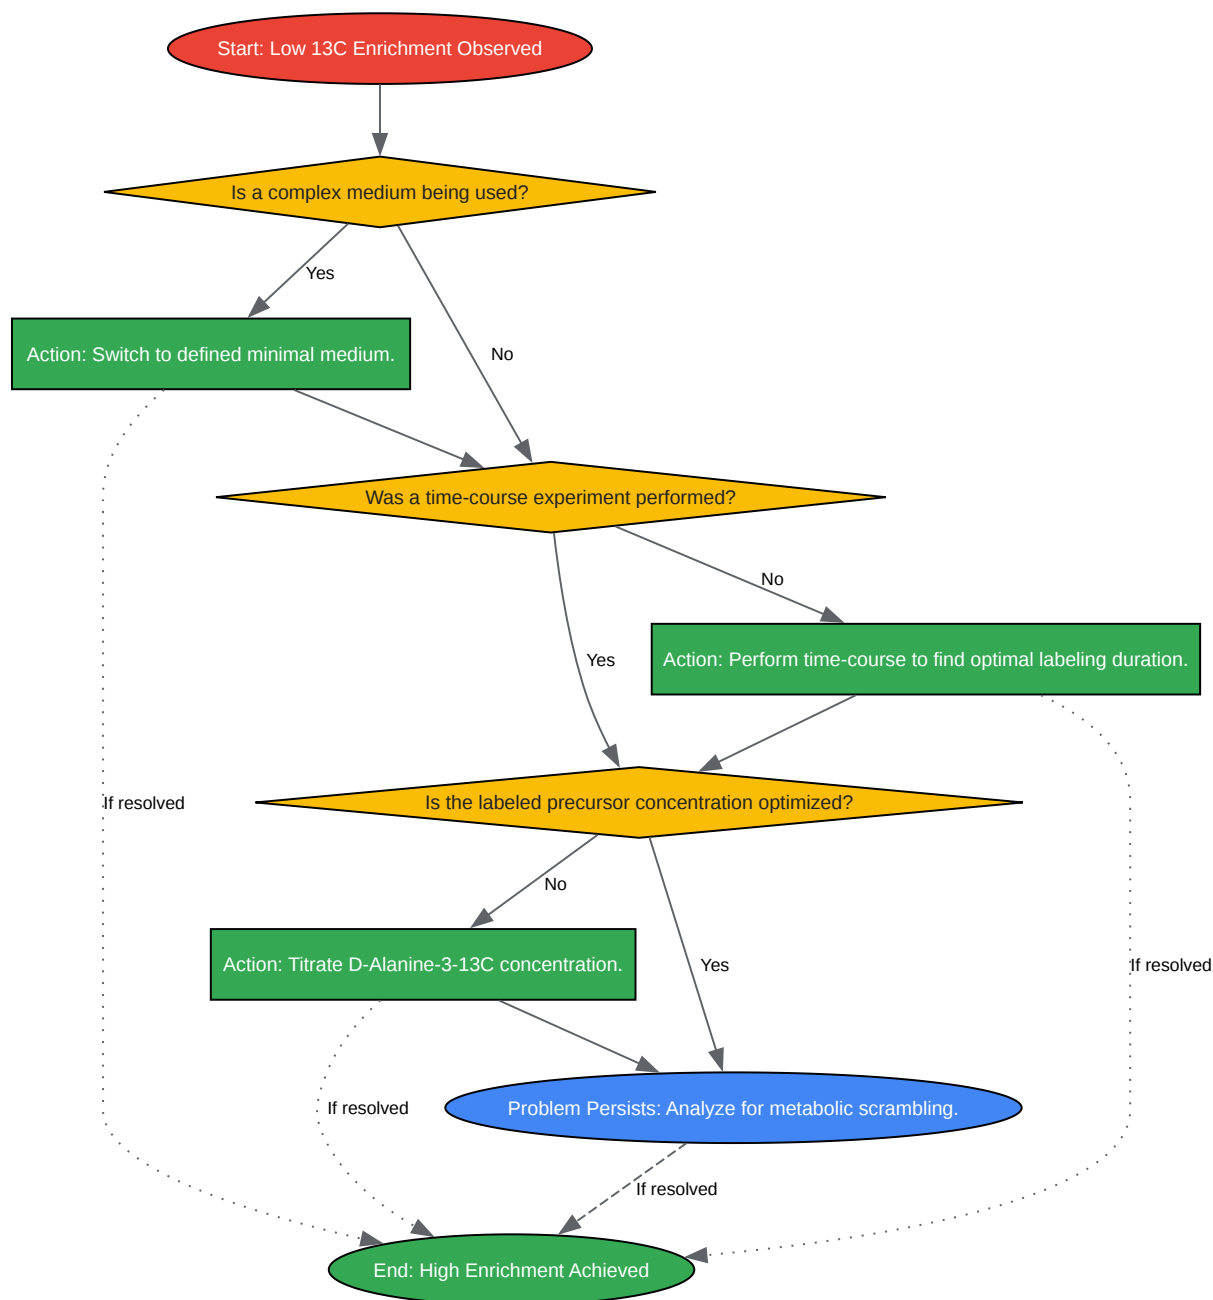 Start: Low 13C Enrichment Observed
Is a complex medium being used?
Yes
Action: Switch to defined minimal medium.
No
Was a time-course experiment performed?
No
Yes
Action: Perform time-course to find optimal labeling duration.
If resolved
Is the labeled precursor concentration optimized?
No
Action: Titrate D-Alanine-3-13C concentration.
Yes
If resolved
If resolved
Problem Persists: Analyze for metabolic scrambling.
If resolved
End: High Enrichment Achieved